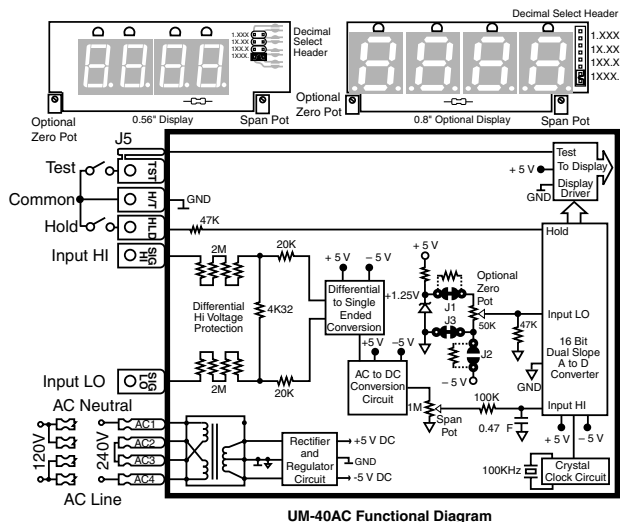 Decimal Select Header
1.XXX
1X.XX
1XX.X
1XXX.
Decimal
Select
Header
1.XXX
1X.XX
1XX.X
1XXX.
Optional
Zero Pot
0.56" Display
Span Pot
Optional
Zero Pot
0.8" Optional Display
Span Pot
J5
Test
TST
Common
H/T
GND
Hold
HLD
47K
Input HI
SIG
HI
2M
20K
Differential
Hi Voltage
Protection
4K32
+ 5 V
- 5 V
Differential
to Single
Ended
Conversion
Input LO
SIG
LO
2M
20K
+ 5 V
+1.25V
J1
J3
J2
Optional
Zero
Pot
50K
47K
- 5 V
+5 V
-5 V
AC to DC
Conversion
Circuit
1M
Span
Pot
100K
0.47 F
Test
To Display
Display
Driver
+ 5 V
GND
Hold
Input LO
16 Bit
Dual Slope
A to D
Converter
GND
Input HI
+ 5 V
- 5 V
100KHz
Crystal
Clock Circuit
AC Neutral
120V
240V
AC1
AC2
AC3
AC4
AC Line
Rectifier
and
Regulator
Circuit
+5 V DC
GND
-5 V DC
UM-40AC Functional Diagram